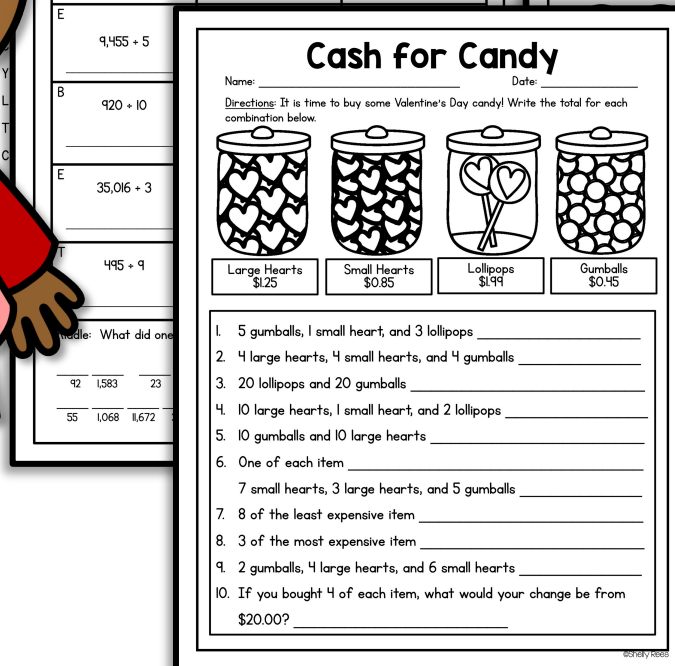 E
9,455 ÷ 5
B
920 ÷ 10
E
35,016 ÷ 3
T
495 ÷ 9
Y
L
T
C
What did one
92 1,583 23
55 1,068 11,672
Cash for Candy
Name: Date:
Directions: It is time to buy some Valentine's Day candy! Write the total for each
combination below.
Large Hearts
$1.25
Small Hearts
$0.85
Lollipops
$1.99
Gumballs
$0.45
1. 5 gumballs, 1 small heart, and 3 lollipops
2. 4 large hearts, 4 small hearts, and 4 gumballs
3. 20 lollipops and 20 gumballs
4. 10 large hearts, 1 small heart, and 2 lollipops
5. 10 gumballs and 10 large hearts
6. One of each item
7 small hearts, 3 large hearts, and 5 gumballs
7. 8 of the least expensive item
8. 3 of the most expensive item
9. 2 gumballs, 4 large hearts, and 6 small hearts
10. If you bought 4 of each item, what would your change be from
$20.00?
©Shelly Rees